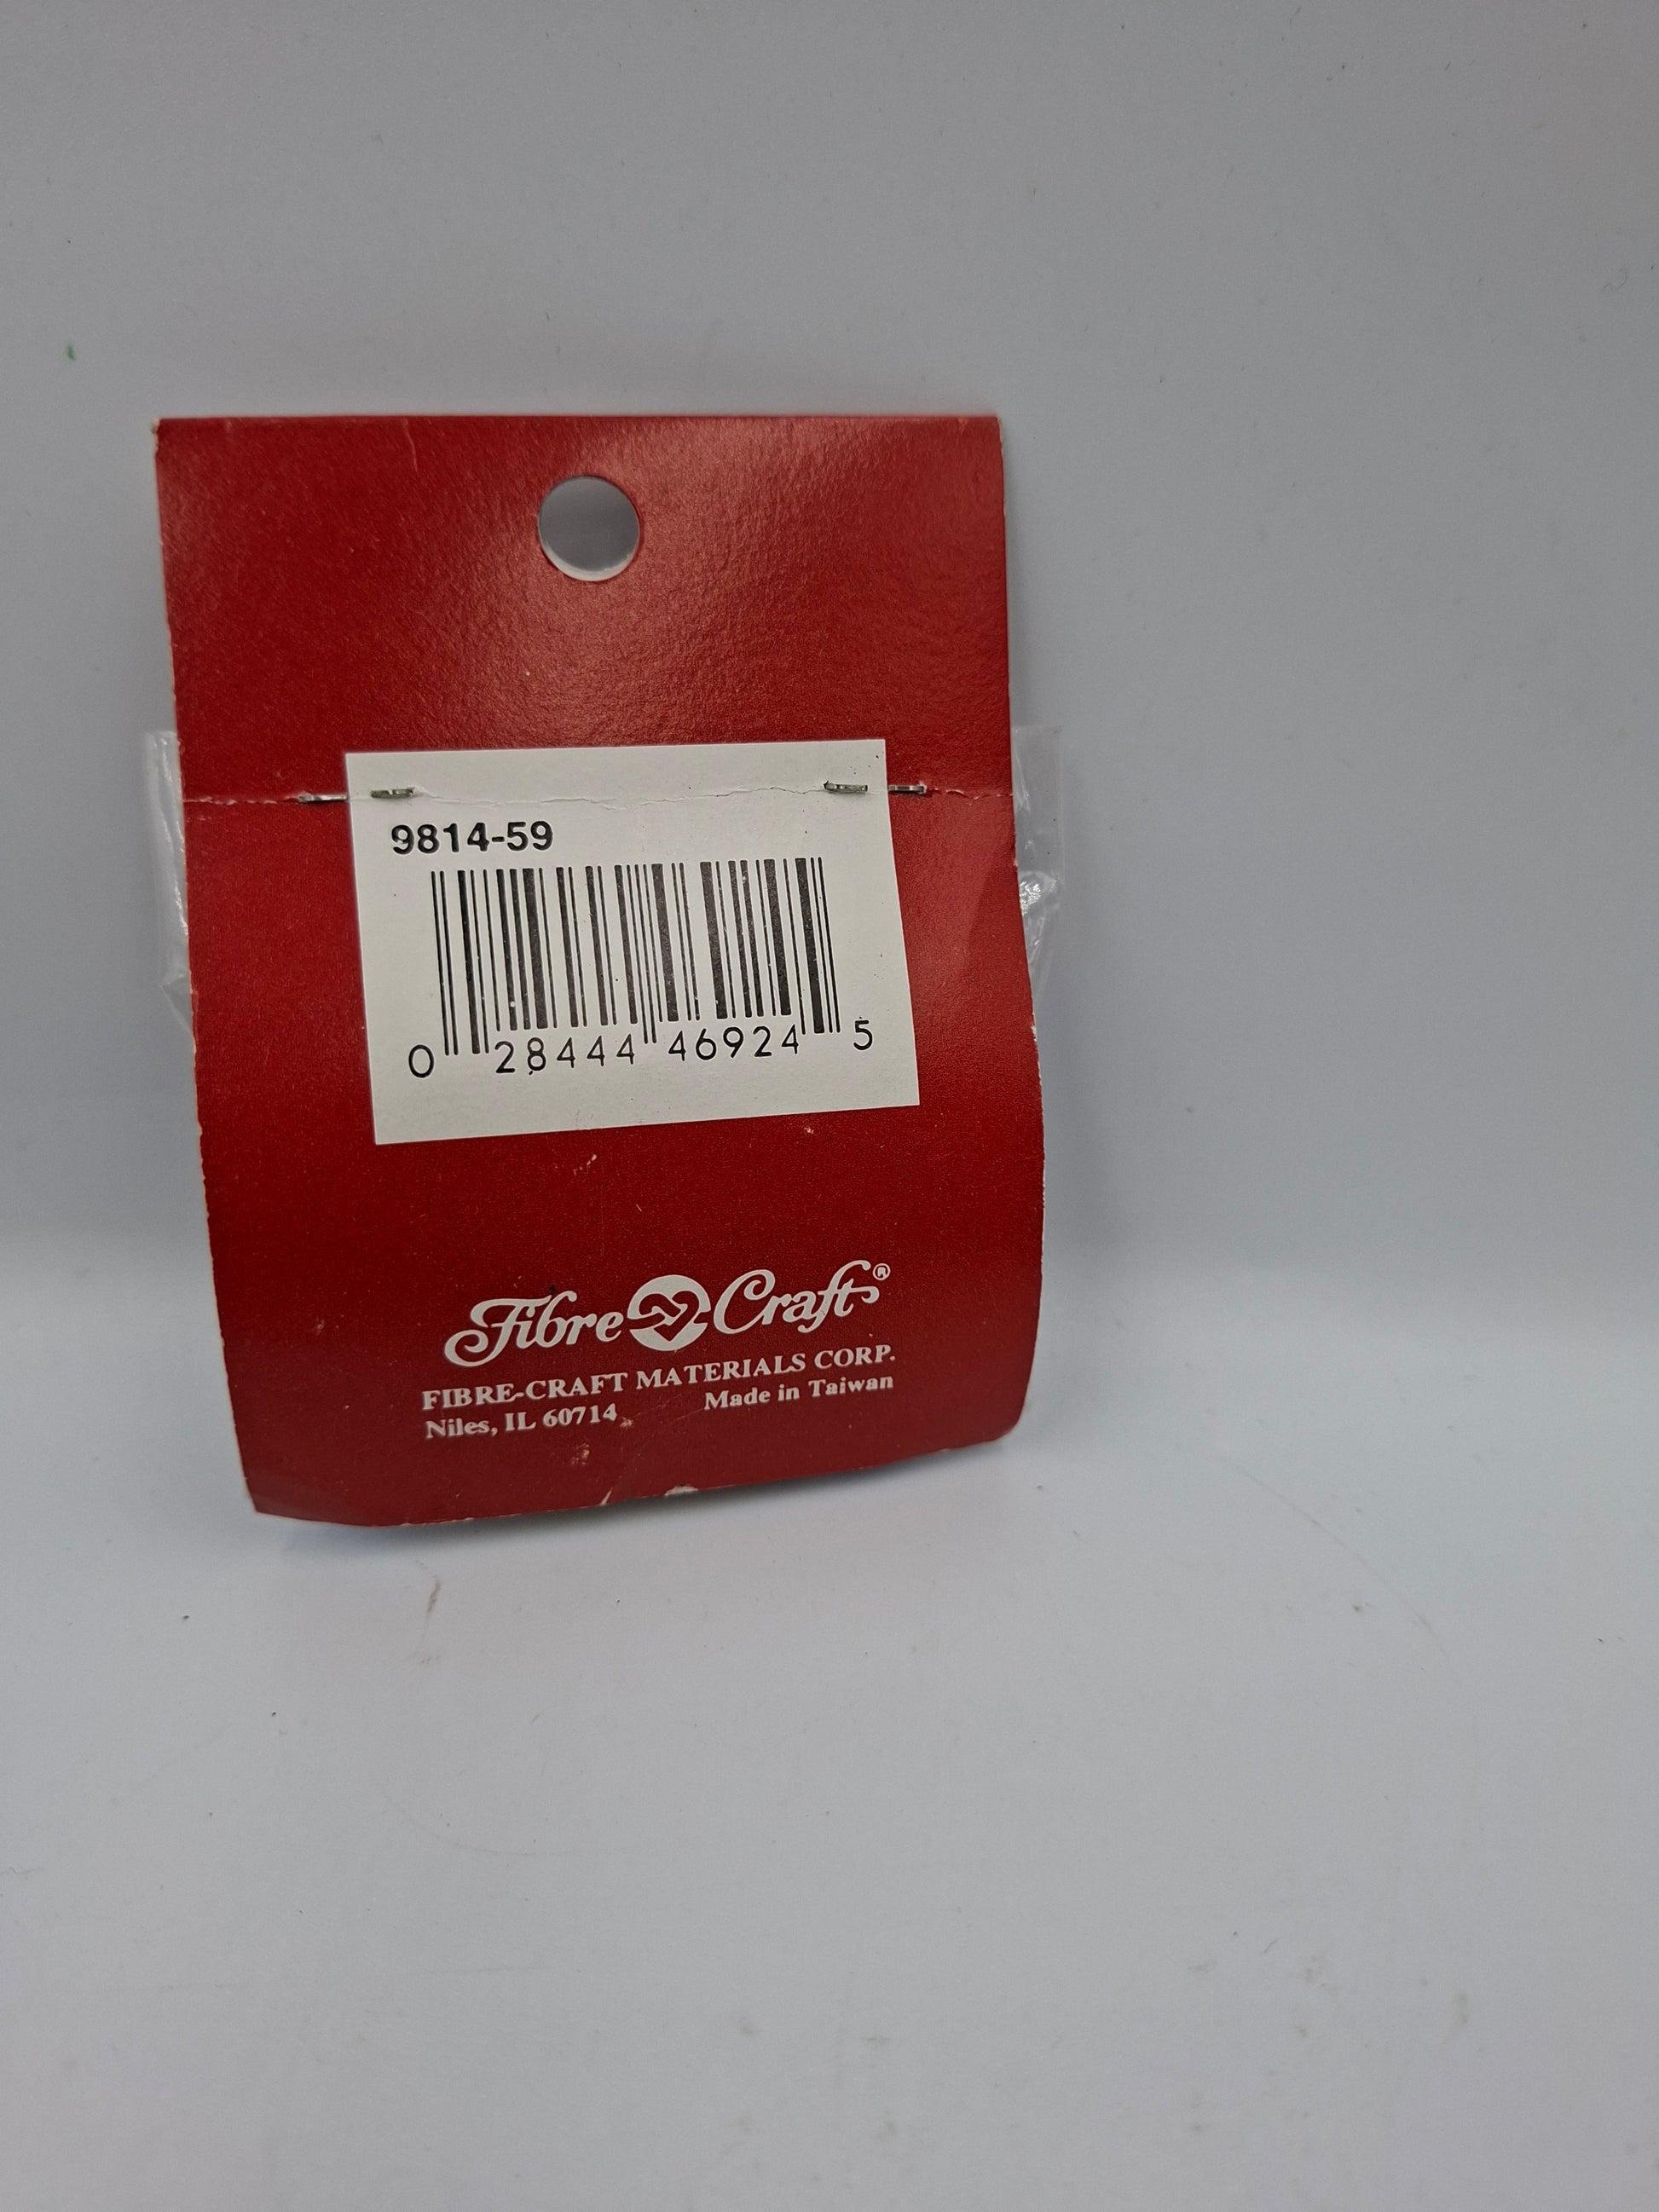 9814-59
0 28444 46924 5
Fibre Craft®
FIBRE-CRAFT MATERIALS CORP.
Niles, IL 60714 Made in Taiwan